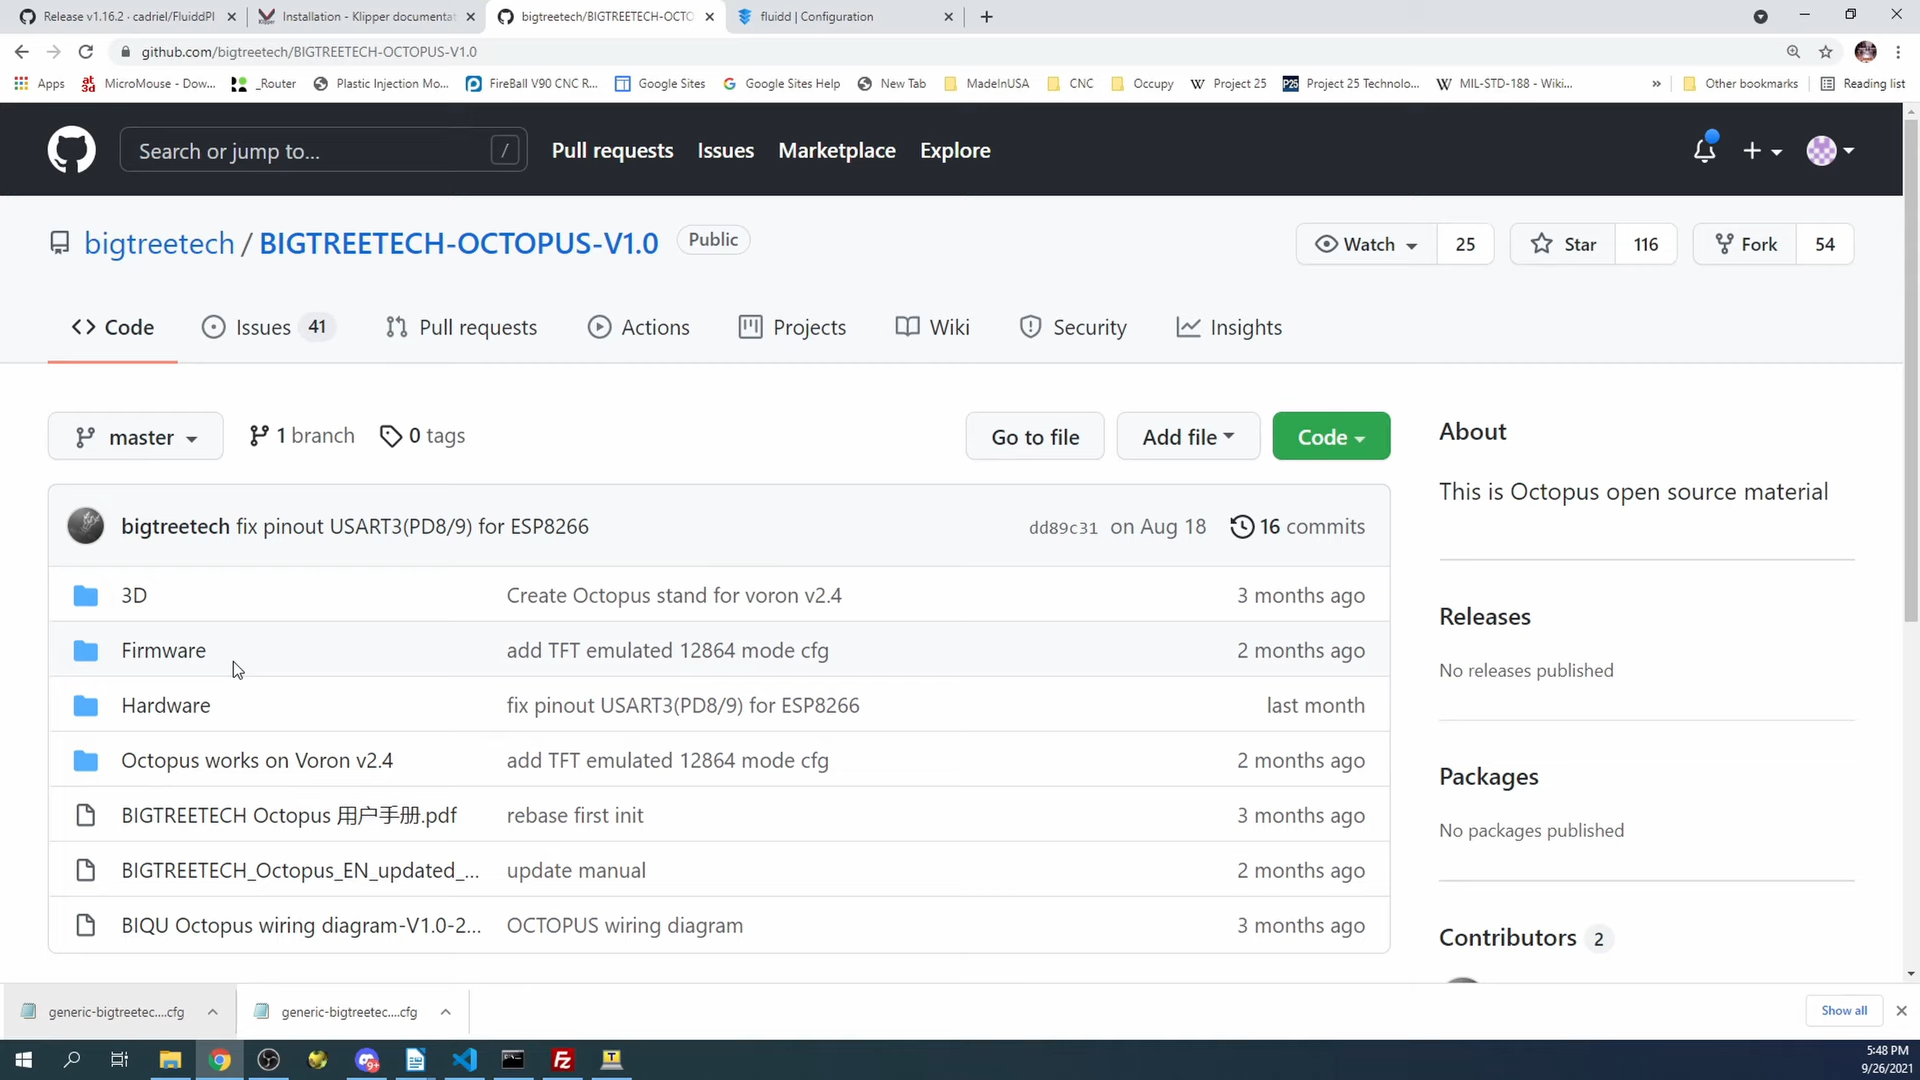 Release v1.16.2 · cadriel/FluiddPI
Installation - Klipper documentat
bigtreetech/BIGTREETECH-OCTO
fluidd | Configuration
github.com/bigtreetech/BIGTREETECH-OCTOPUS-V1.0
Apps
MicroMouse - Dow...
_Router
Plastic Injection Mo...
FireBall V90 CNC R...
Google Sites
Google Sites Help
New Tab
MadeInUSA
CNC
Occupy
Project 25
P25
Project 25 Technolo...
MIL-STD-188 - Wiki...
»
Other bookmarks
Reading list
Search or jump to...
/
Pull requests
Issues
Marketplace
Explore
bigtreetech / BIGTREETECH-OCTOPUS-V1.0
Public
Watch
25
Star
116
Fork
54
Code
Issues 41
Pull requests
Actions
Projects
Wiki
Security
Insights
master
1 branch
0 tags
Go to file
Add file
Code
bigtreetech fix pinout USART3(PD8/9) for ESP8266
dd89c31 on Aug 18
16 commits
3D
Create Octopus stand for voron v2.4
3 months ago
Firmware
add TFT emulated 12864 mode cfg
2 months ago
Hardware
fix pinout USART3(PD8/9) for ESP8266
last month
Octopus works on Voron v2.4
add TFT emulated 12864 mode cfg
2 months ago
BIGTREETECH Octopus 用户手册.pdf
rebase first init
3 months ago
BIGTREETECH_Octopus_EN_updated_...
update manual
2 months ago
BIQU Octopus wiring diagram-V1.0-2...
OCTOPUS wiring diagram
3 months ago
About
This is Octopus open source material
Releases
No releases published
Packages
No packages published
Contributors 2
generic-bigtreetec....cfg
generic-bigtreetec....cfg
Show all
5:48 PM
9/26/2021